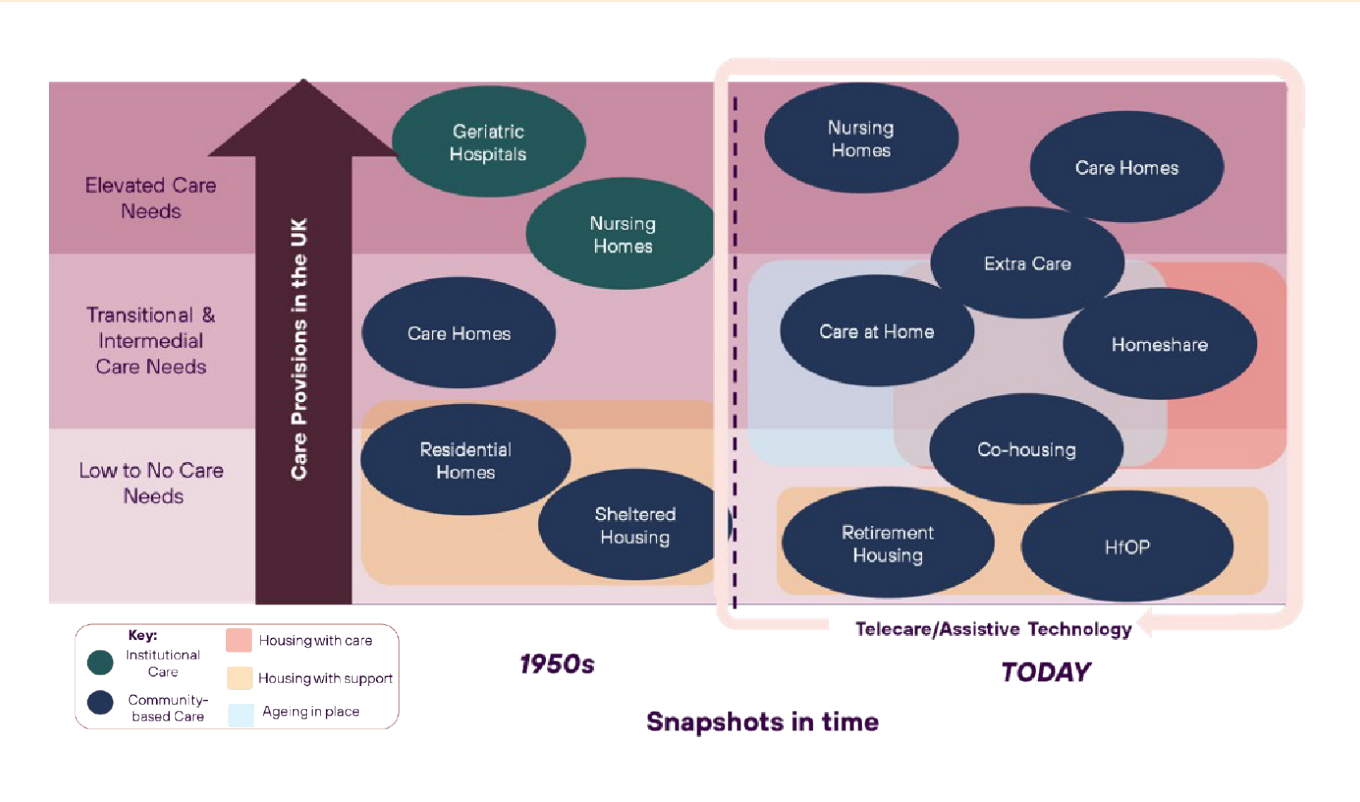 Elevated Care
Needs
Transitional &
Intermedial
Care Needs
Low to No Care
Needs
Care Provisions in the UK
Geriatric
Hospitals
Nursing
Homes
Care Homes
Residential
Homes
Sheltered
Housing
Nursing
Homes
Care Homes
Extra Care
Care at Home
Homeshare
Co-housing
Retirement
Housing
HfOP
Telecare/Assistive Technology
Key:
Institutional
Care
Community-
based Care
Housing with care
Housing with support
Ageing in place
1950s
TODAY
Snapshots in time